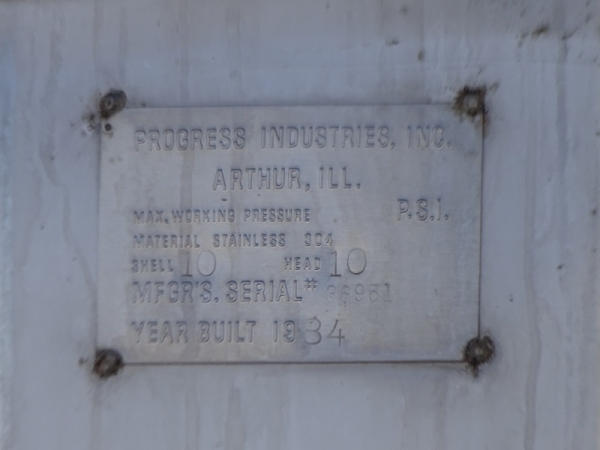 PROGRESS INDUSTRIES, INC.
ARTHUR, ILL.
MAX. WORKING PRESSURE P.S.I.
MATERIAL STAINLESS 304
SHELL 10 HEAD 10
MFGR'S. SERIAL#
YEAR BUILT 1984